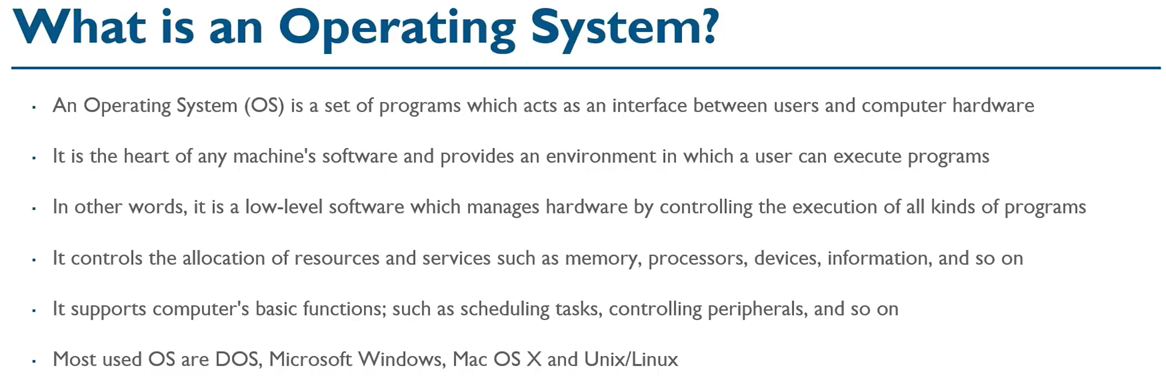 What is an Operating System?
· An Operating System (OS) is a set of programs which acts as an interface between users and computer hardware
· It is the heart of any machine's software and provides an environment in which a user can execute programs
· In other words, it is a low-level software which manages hardware by controlling the execution of all kinds of programs
· It controls the allocation of resources and services such as memory, processors, devices, information, and so on
· It supports computer's basic functions; such as scheduling tasks, controlling peripherals, and so on
· Most used OS are DOS, Microsoft Windows, Mac OS X and Unix/Linux